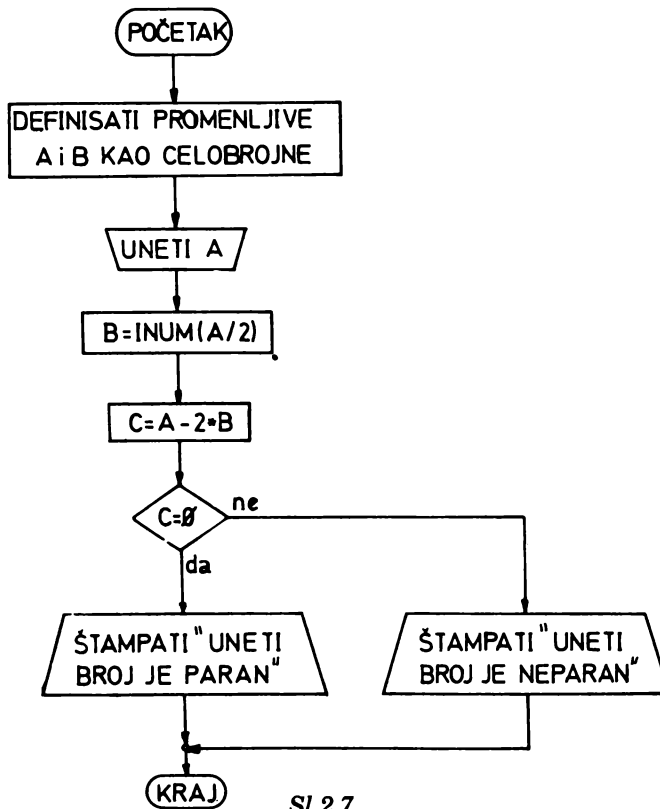 POČETAK
DEFINISATI PROMENLJIVE
A i B KAO CELOBROJNE
UNETI A
B=INUM(A/2)
C=A-2*B
C=Ø
ne
da
ŠTAMPATI "UNETI
BROJ JE PARAN"
ŠTAMPATI "UNETI
BROJ JE NEPARAN"
KRAJ
Sl.2.7